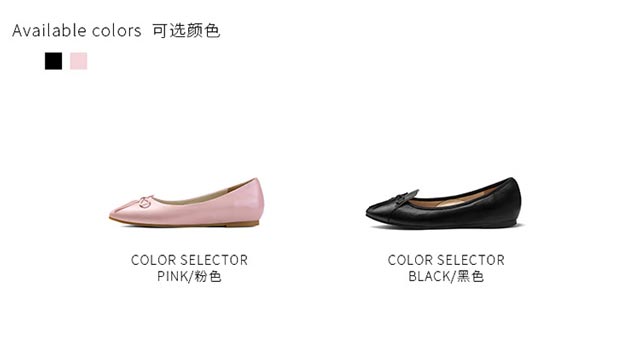 Available colors 可选颜色
COLOR SELECTOR
PINK/粉色
COLOR SELECTOR
BLACK/黑色